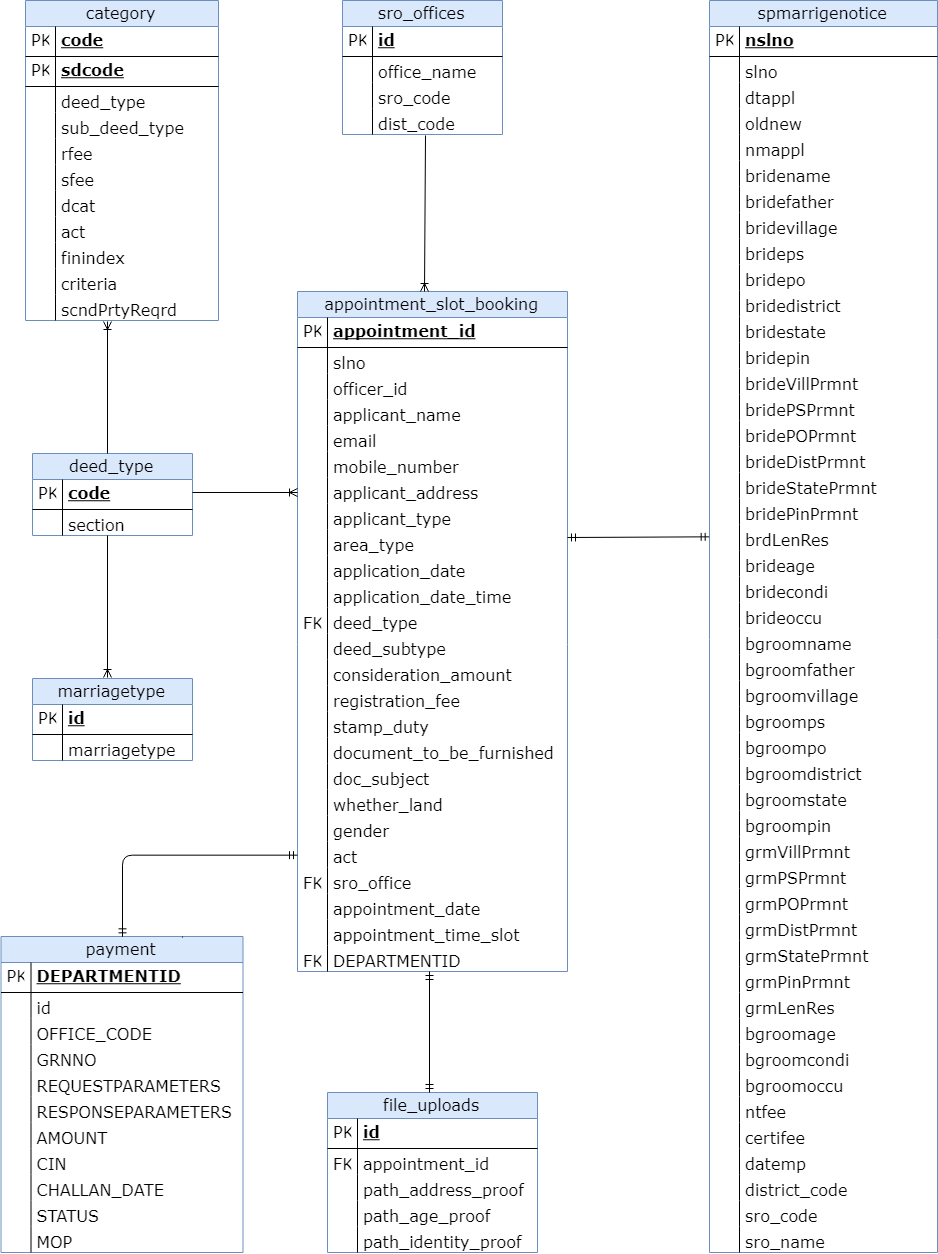 category
PK code
PK sdcode
deed_type
sub_deed_type
rfee
sfee
dcat
act
finindex
criteria
scndPrtyReqrd
sro_offices
PK id
office_name
sro_code
dist_code
spmarrigenotice
PK nslno
slno
dtappl
oldnew
nmappl
bridename
bridefather
bridevillage
brideps
bridepo
bridedistrict
bridestate
bridepin
brideVillPrmnt
bridePSPrmnt
bridePOPrmnt
brideDistPrmnt
brideStatePrmnt
bridePinPrmnt
brdLenRes
brideage
bridecondi
brideoccu
bgroomname
bgroomfather
bgroomvillage
bgroomps
bgroompo
bgroomdistrict
bgroomstate
bgroompin
grmVillPrmnt
grmPSPrmnt
grmPOPrmnt
grmDistPrmnt
grmStatePrmnt
grmPinPrmnt
grmLenRes
bgroomage
bgroomcondi
bgroomoccu
ntfee
certifee
datemp
district_code
sro_code
sro_name
appointment_slot_booking
PK appointment_id
slno
officer_id
applicant_name
email
mobile_number
applicant_address
applicant_type
area_type
application_date
application_date_time
FK deed_type
deed_subtype
consideration_amount
registration_fee
stamp_duty
document_to_be_furnished
doc_subject
whether_land
gender
act
FK sro_office
appointment_date
appointment_time_slot
FK DEPARTMENTID
deed_type
PK code
section
marriagetype
PK id
marriagetype
payment
PK DEPARTMENTID
id
OFFICE_CODE
GRNNO
REQUESTPARAMETERS
RESPONSEPARAMETERS
AMOUNT
CIN
CHALLAN_DATE
STATUS
MOP
file_uploads
PK id
FK appointment_id
path_address_proof
path_age_proof
path_identity_proof